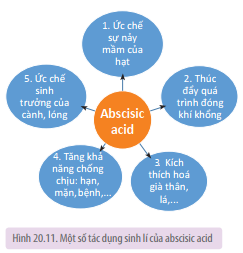 1. Ức chế
sự nảy
mầm của
hạt
5. Ức chế
sinh
trưởng của
cành, lóng
2. Thúc
đẩy quá
trình đóng
khí khổng
Abscisic
acid
4. Tăng khả
năng chống
chịu: hạn,
mặn,bệnh,...
3 Kích
thích hoá
già thân,
lá,...
Hình 20.11. Một số tác dụng sinh lí của abscisic acid